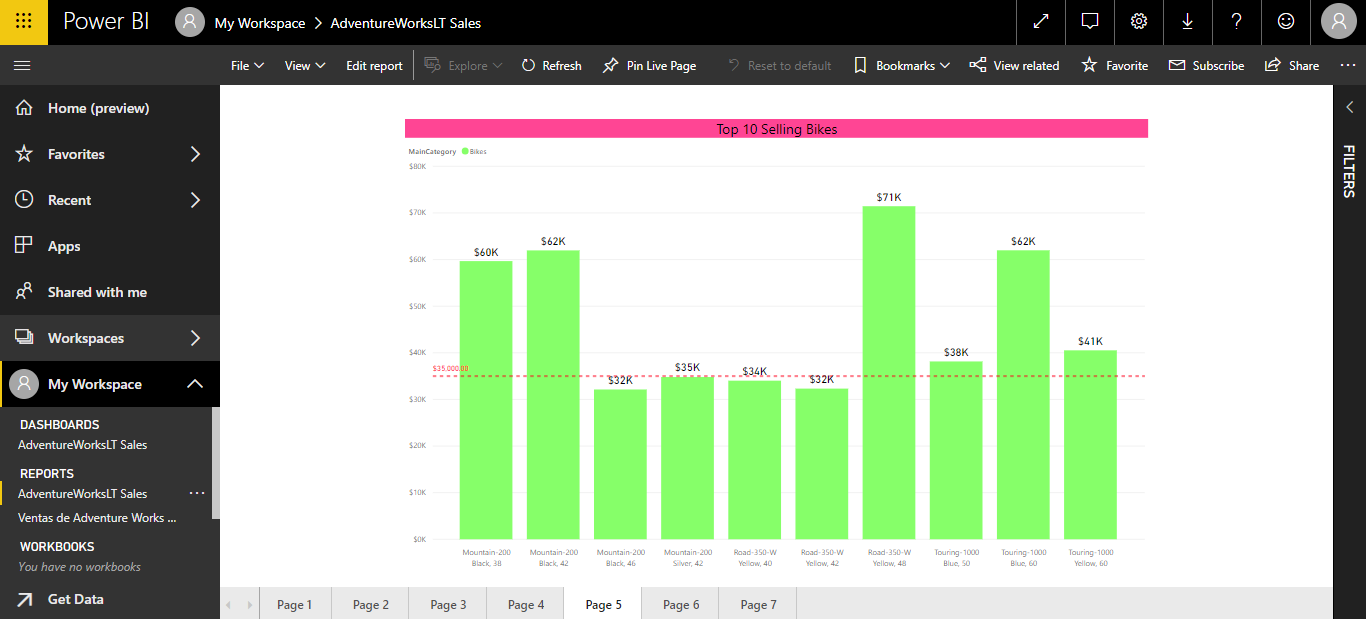 Power BI
My Workspace > AdventureWorksLT Sales
?
File
View
Edit report
Explore
Refresh
Pin Live Page
Reset to default
Bookmarks
View related
Favorite
Subscribe
Share
...
Home (preview)
Favorites
Recent
Apps
Shared with me
Workspaces
My Workspace
DASHBOARDS
AdventureWorksLT Sales
REPORTS
AdventureWorksLT Sales ...
Ventas de Adventure Works ...
WORKBOOKS
You have no workbooks
Get Data
Top 10 Selling Bikes
MainCategory Bikes
$80K
$70K
$60K
$50K
$40K
$35,000.00
$30K
$20K
$10K
$0K
$60K
$62K
$32K
$35K
$34K
$32K
$71K
$38K
$62K
$41K
Mountain-200
Black, 38
Mountain-200
Black, 42
Mountain-200
Black, 46
Mountain-200
Silver, 42
Road-350-W
Yellow, 40
Road-350-W
Yellow, 42
Road-350-W
Yellow, 48
Touring-1000
Blue, 50
Touring-1000
Blue, 60
Touring-1000
Yellow, 60
FILTERS
Page 1
Page 2
Page 3
Page 4
Page 5
Page 6
Page 7